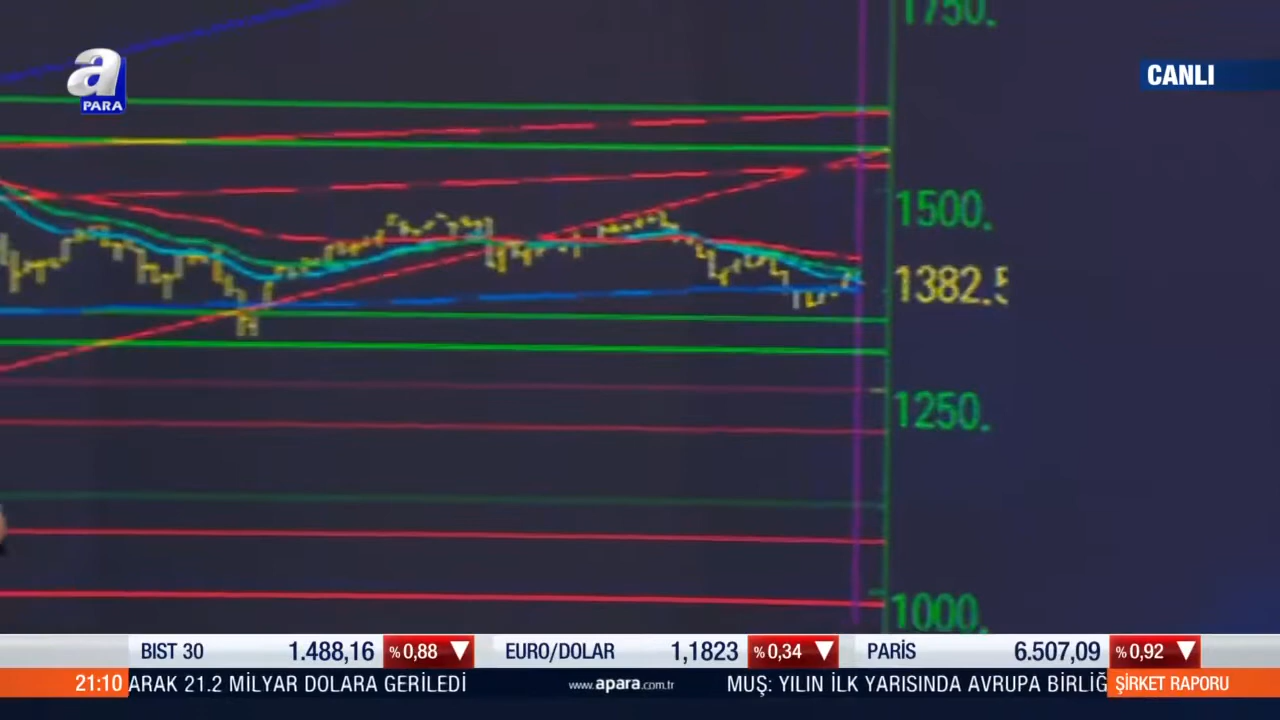 1750.
a
PARA
CANLI
1500.
1382.5
1250.
1000.
BIST 30 1.488,16 %0,88 EURO/DOLAR 1,1823 %0,34 PARİS 6.507,09 %0,92
21:10 ARAK 21.2 MİLYAR DOLARA GERİLEDİ www.apara.com.tr MUŞ: YILIN İLK YARISINDA AVRUPA BİRLİĞ ŞİRKET RAPORU